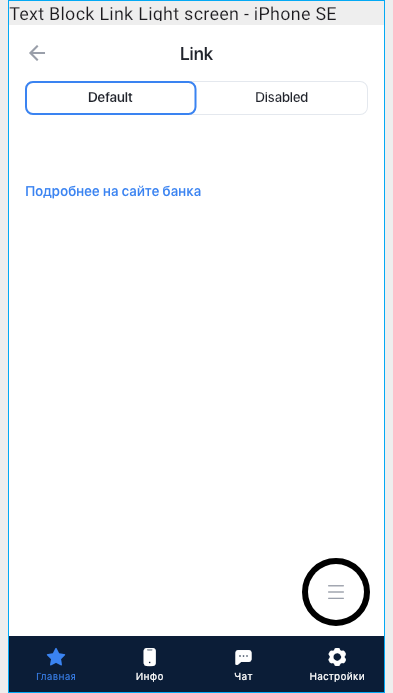 Text Block Link Light screen - iPhone SE
Link
Default Disabled
Подробнее на сайте банка
Главная Инфо Чат Настройки